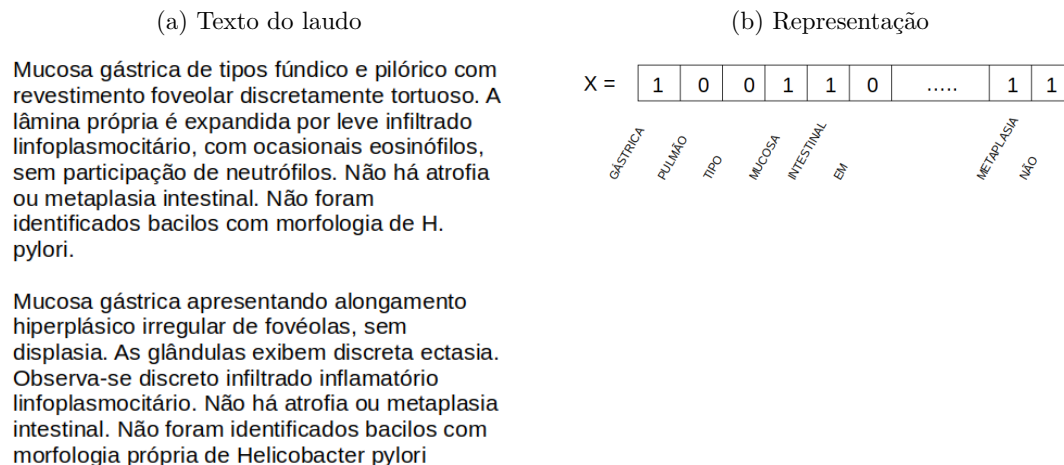 (a) Texto do laudo
Mucosa gástrica de tipos fúndico e pilórico com
revestimento foveolar discretamente tortuoso. A
lâmina própria é expandida por leve infiltrado
linfoplasmocitário, com ocasionais eosinófilos,
sem participação de neutrófilos. Não há atrofia
ou metaplasia intestinal. Não foram
identificados bacilos com morfologia de H.
pylori.
Mucosa gástrica apresentando alongamento
hiperplásico irregular de fovéolas, sem
displasia. As glândulas exibem discreta ectasia.
Observa-se discreto infiltrado inflamatório
linfoplasmocitário. Não há atrofia ou metaplasia
intestinal. Não foram identificados bacilos com
morfologia própria de Helicobacter pylori
(b) Representação
X = 1 0 0 1 1 0 ..... 1 1
GÁSTRICA PULMÃO TIPO MUCOSA INTESTINAL EM METAPLASIA NÃO